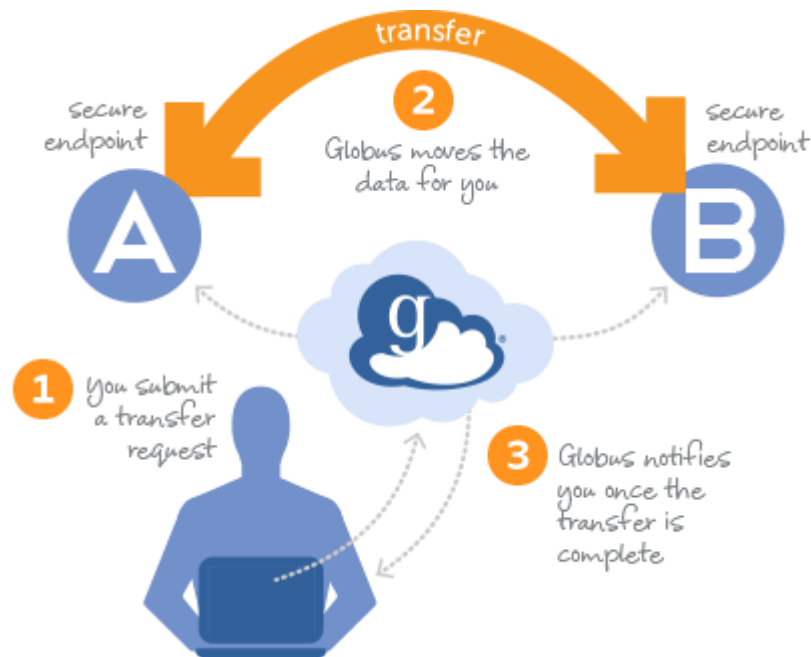 transfer
secure
endpoint
A
2
Globus moves the
data for you
secure
endpoint
B
g
®
1
You submit
a transfer
request
3
Globus notifies
you once the
transfer is
complete